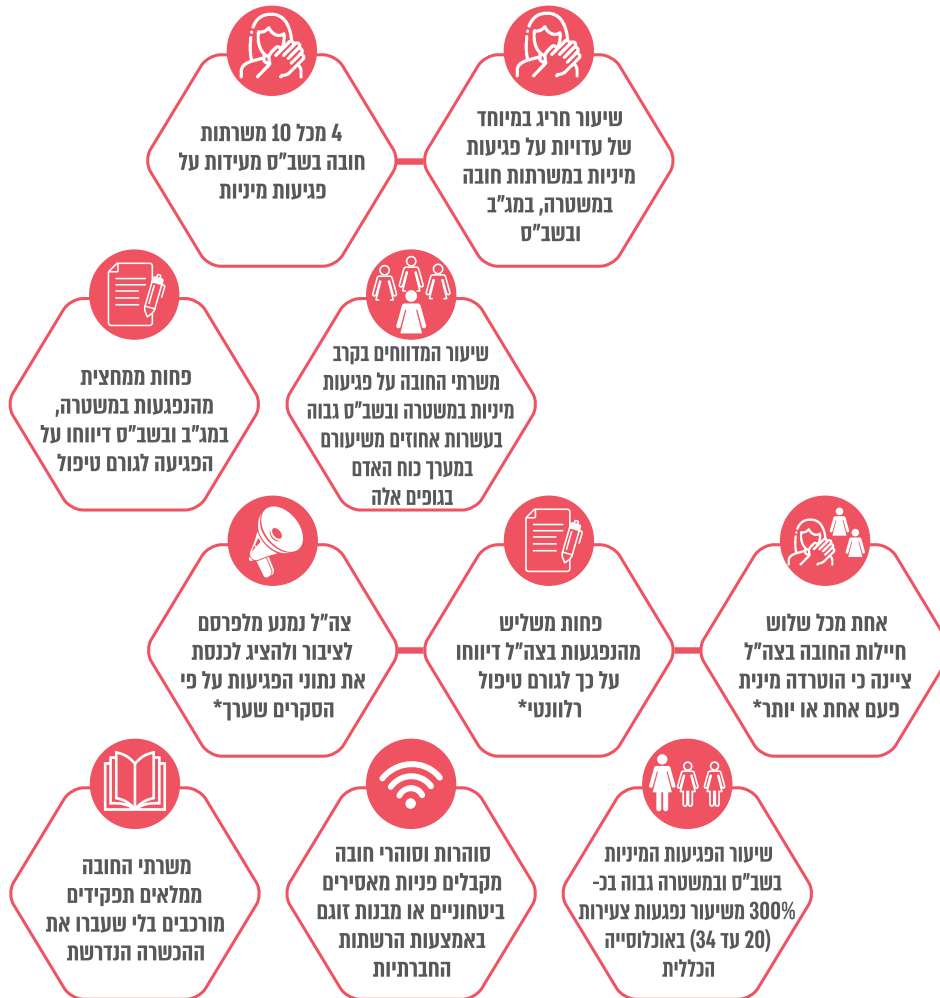 שיעור חריג במיוחד
של עדויות על פגיעות
מיניות במשרתות חובה
במשטרה, במג"ב
ובשב"ס
4 מכל 10 משרתות
חובה בשב"ס מעידות על
פגיעות מיניות
שיעור המדווחים בקרב
משרתי החובה על פגיעות
מיניות במשטרה ובשב"ס גבוה
בעשרות אחוזים משיעורם
במערך כוח האדם
בגופים אלה
פחות ממחצית
מהנפגעות במשטרה,
במג"ב ובשב"ס דיווחו על
הפגיעה לגורם טיפול
אחת מכל שלוש
חיילות החובה בצה"ל
ציינה כי הוטרדה מינית
פעם אחת או יותר*
פחות משליש
מהנפגעות בצה"ל דיווחו
על כך לגורם טיפול
רלוונטי*
צה"ל נמנע מלפרסם
לציבור ולהציג לכנסת
את נתוני הפגיעות על פי
הסקרים שערך*
שיעור הפגיעות המיניות
בשב"ס ובמשטרה גבוה בכ-
300% משיעור נפגעות צעירות
(20 עד 34) באוכלוסייה
הכללית
סוהרות וסוהרי חובה
מקבלים פניות מאסירים
ביטחוניים או מבנות זוגם
באמצעות הרשתות
החברתיות
משרתי החובה
ממלאים תפקידים
מורכבים בלי שעברו את
ההכשרה הנדרשת